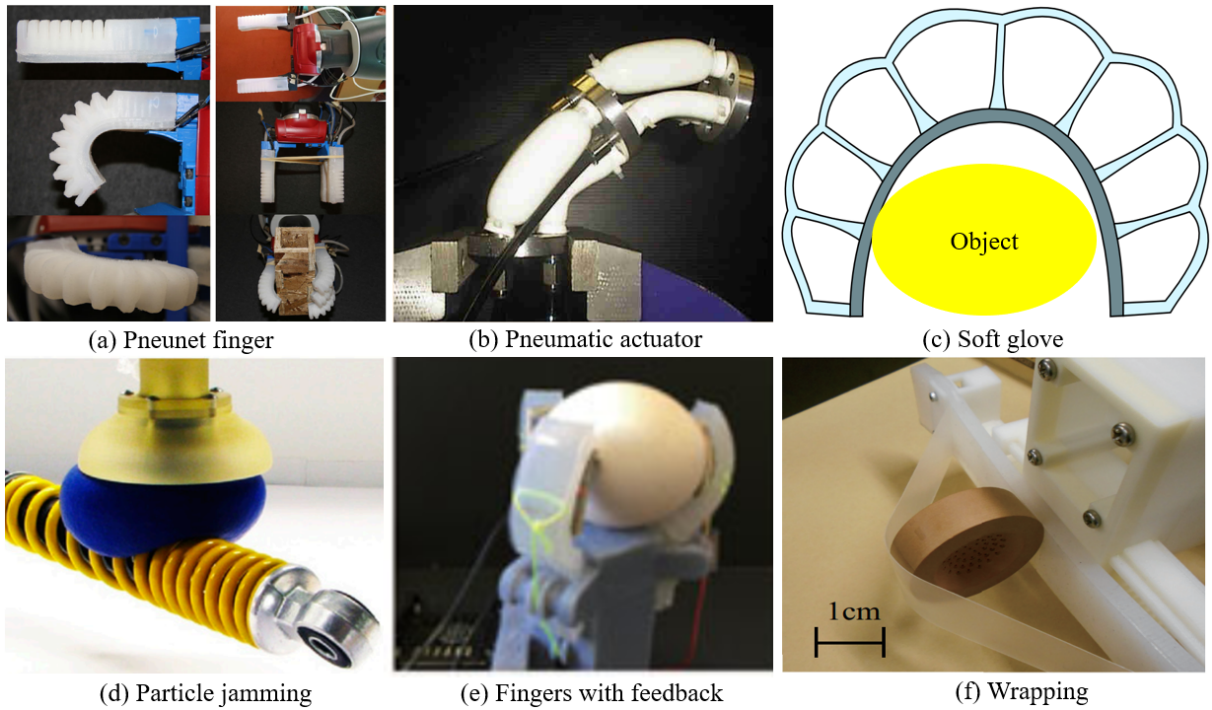 Object
(a) Pneunet finger
(b) Pneumatic actuator
(c) Soft glove
1cm
(d) Particle jamming
(e) Fingers with feedback
(f) Wrapping